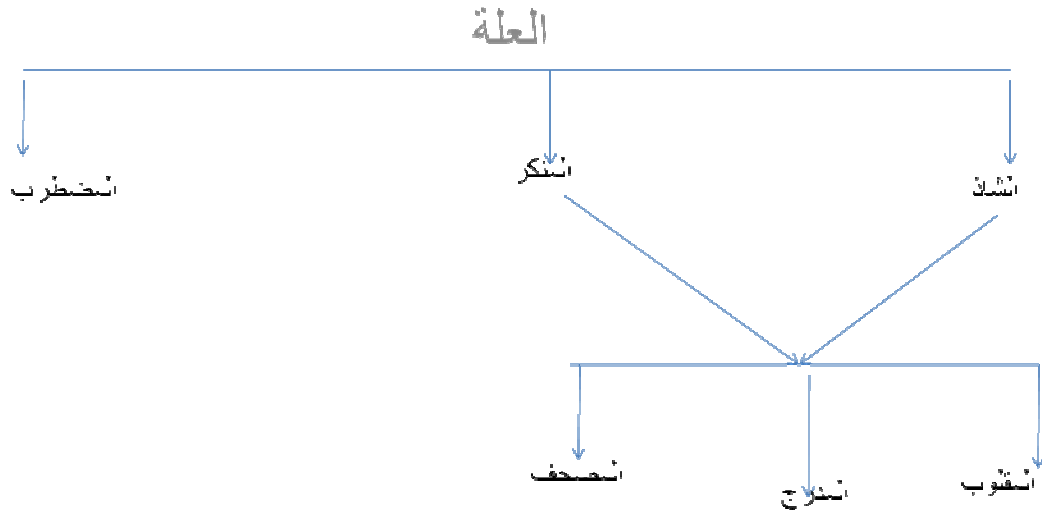 العلة
الشاذ
المنكر
المضطرب
المقلوب
المدرج
المصحف